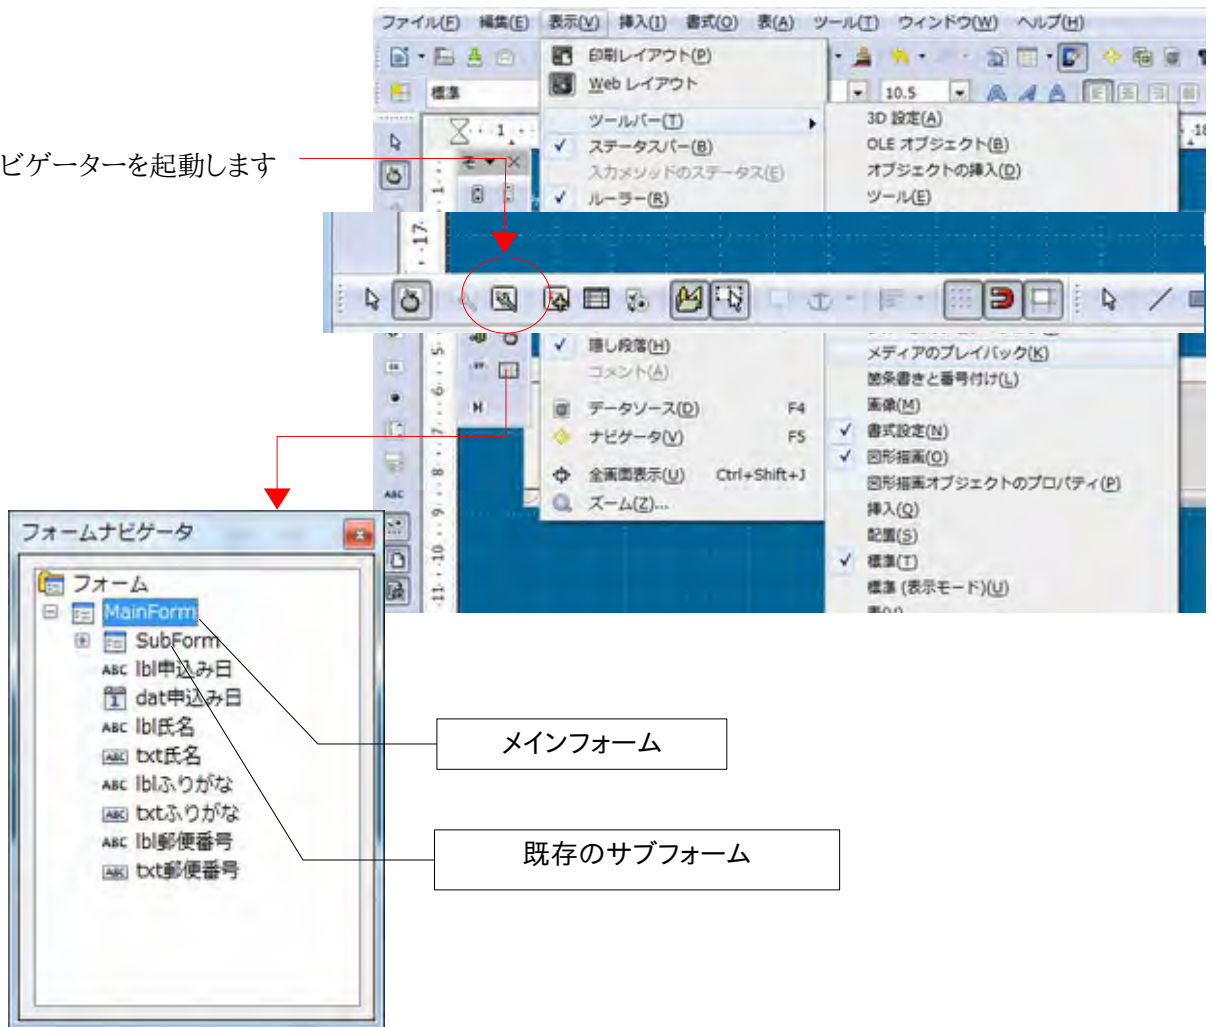 ファイル(F) 編集(E) 表示(V) 挿入(I) 書式(O) 表(A) ツール(T) ウィンドウ(W) ヘルプ(H)
印刷レイアウト(P)
Web レイアウト
標準
10.5
ツールバー(T)
ステータスバー(B)
入力メソッドのステータス(E)
ルーラー(R)
3D 設定(A)
OLE オブジェクト(B)
オブジェクトの挿入(D)
ツール(E)
ビゲーターを起動します
隠し段落(H)
コメント(A)
データソース(D) F4
ナビゲータ(V) F5
全画面表示(U) Ctrl+Shift+J
ズーム(Z)...
メディアのプレイバック(K)
箇条書きと番号付け(L)
画像(M)
書式設定(N)
図形描画(O)
図形描画オブジェクトのプロパティ(P)
挿入(Q)
配置(S)
標準(T)
標準 (表示モード)(U)
フォームナビゲータ
フォーム
MainForm
SubForm
ABC lbl申込み日
dat申込み日
ABC lbl氏名
ABC txt氏名
ABC lblふりがな
ABC txtふりがな
ABC lbl郵便番号
ABC txt郵便番号
メインフォーム
既存のサブフォーム